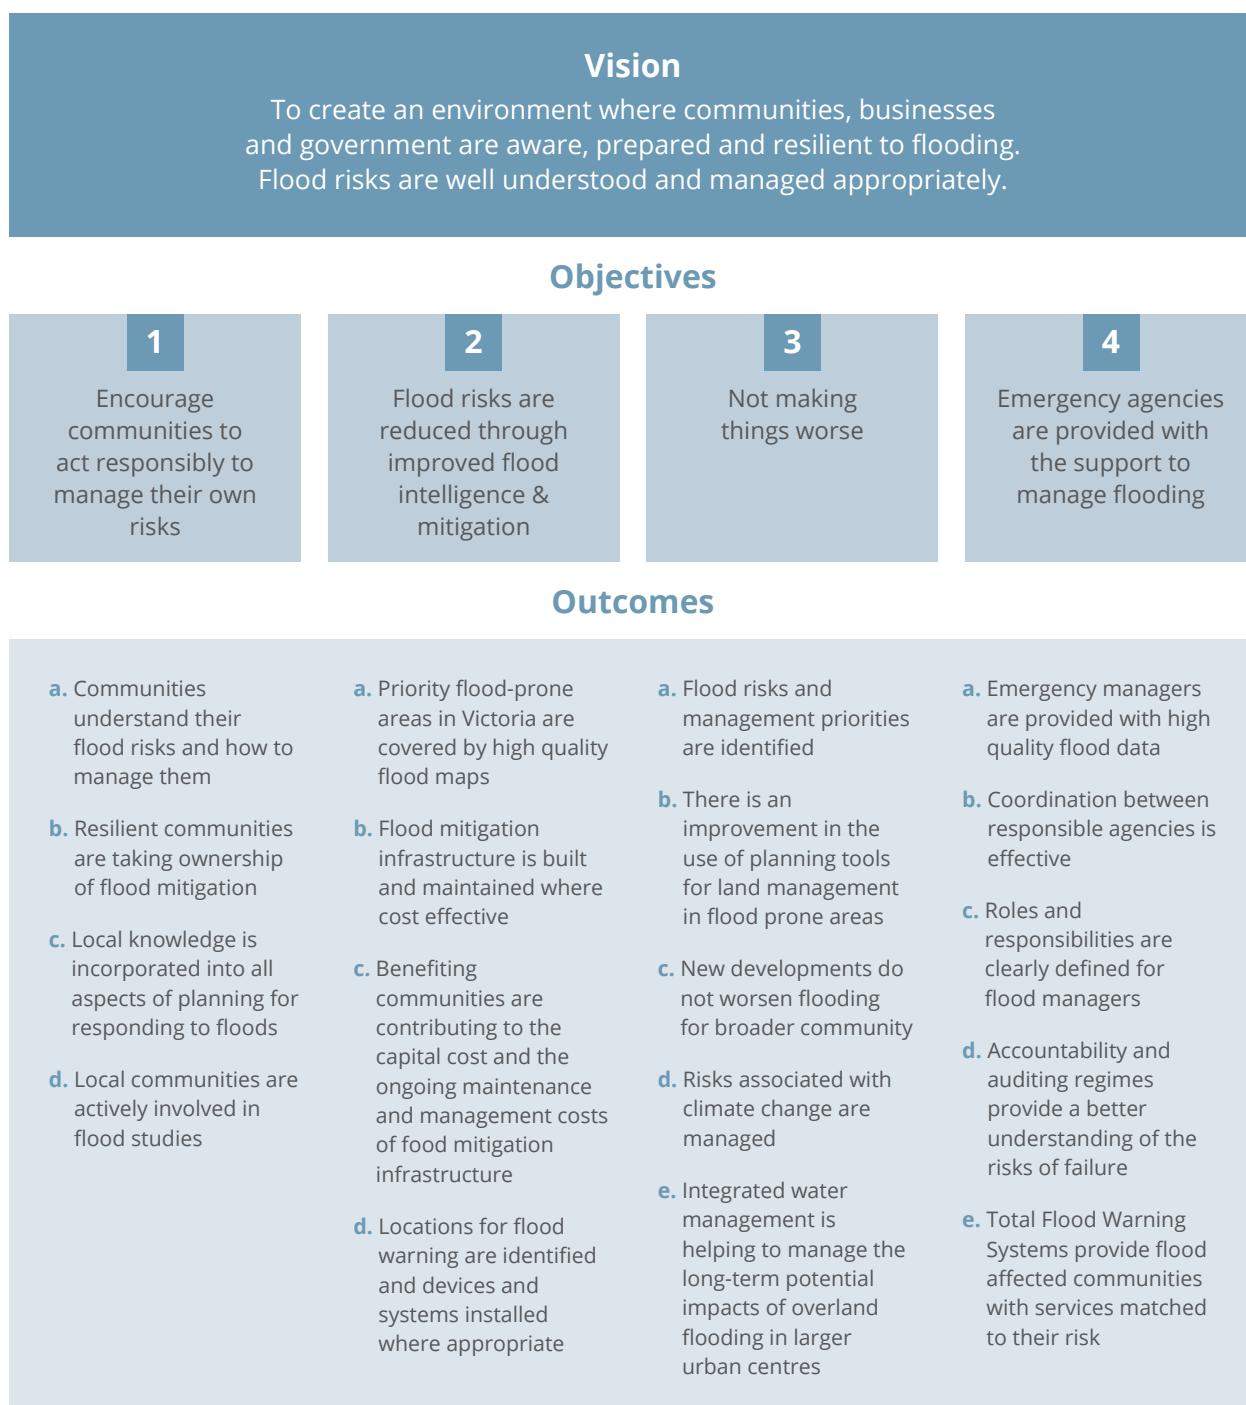 Vision
To create an environment where communities, businesses
and government are aware, prepared and resilient to flooding.
Flood risks are well understood and managed appropriately.
Objectives
1
Encourage
communities to
act responsibly to
manage their own
risks
2
Flood risks are
reduced through
improved flood
intelligence &
mitigation
3
Not making
things worse
4
Emergency agencies
are provided with
the support to
manage flooding
Outcomes
a. Communities
understand their
flood risks and how to
manage them
b. Resilient communities
are taking ownership
of flood mitigation
c. Local knowledge is
incorporated into all
aspects of planning for
responding to floods
d. Local communities are
actively involved in
flood studies
a. Priority flood-prone
areas in Victoria are
covered by high quality
flood maps
b. Flood mitigation
infrastructure is built
and maintained where
cost effective
c. Benefiting
communities are
contributing to the
capital cost and the
ongoing maintenance
and management costs
of food mitigation
infrastructure
d. Locations for flood
warning are identified
and devices and
systems installed
where appropriate
a. Flood risks and
management priorities
are identified
b. There is an
improvement in the
use of planning tools
for land management
in flood prone areas
c. New developments do
not worsen flooding
for broader community
d. Risks associated with
climate change are
managed
e. Integrated water
management is
helping to manage the
long-term potential
impacts of overland
flooding in larger
urban centres
a. Emergency managers
are provided with high
quality flood data
b. Coordination between
responsible agencies is
effective
c. Roles and
responsibilities are
clearly defined for
flood managers
d. Accountability and
auditing regimes
provide a better
understanding of the
risks of failure
e. Total Flood Warning
Systems provide flood
affected communities
with services matched
to their risk